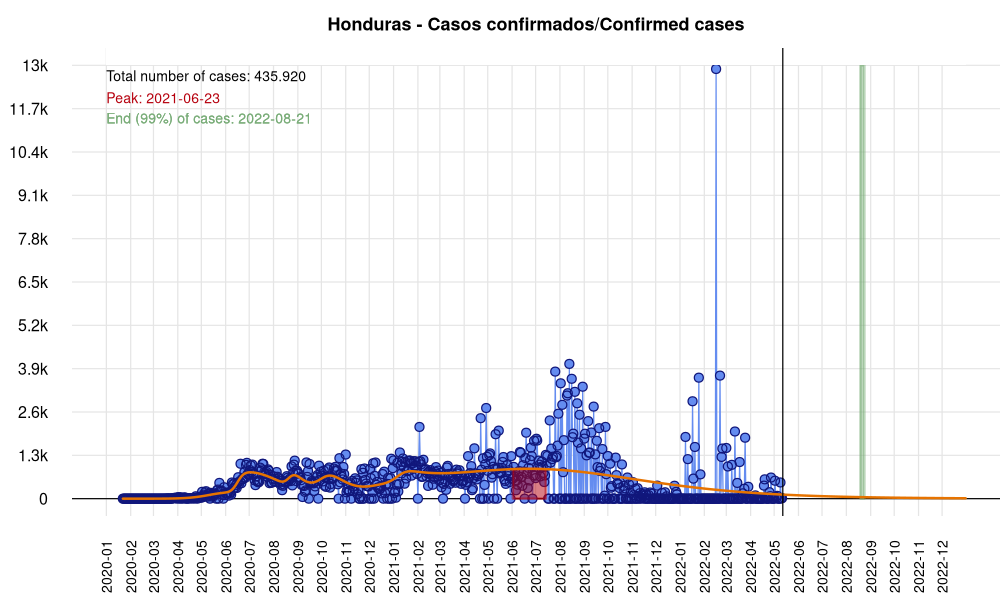 Honduras - Casos confirmados/Confirmed cases
13k
11.7k
10.4k
9.1k
7.8k
6.5k
5.2k
3.9k
2.6k
1.3k
0
Total number of cases: 435.920
Peak: 2021-06-23
End (99%) of cases: 2022-08-21
2020-01
2020-02
2020-03
2020-04
2020-05
2020-06
2020-07
2020-08
2020-09
2020-10
2020-11
2020-12
2021-01
2021-02
2021-03
2021-04
2021-05
2021-06
2021-07
2021-08
2021-09
2021-10
2021-11
2021-12
2022-01
2022-02
2022-03
2022-04
2022-05
2022-06
2022-07
2022-08
2022-09
2022-10
2022-11
2022-12